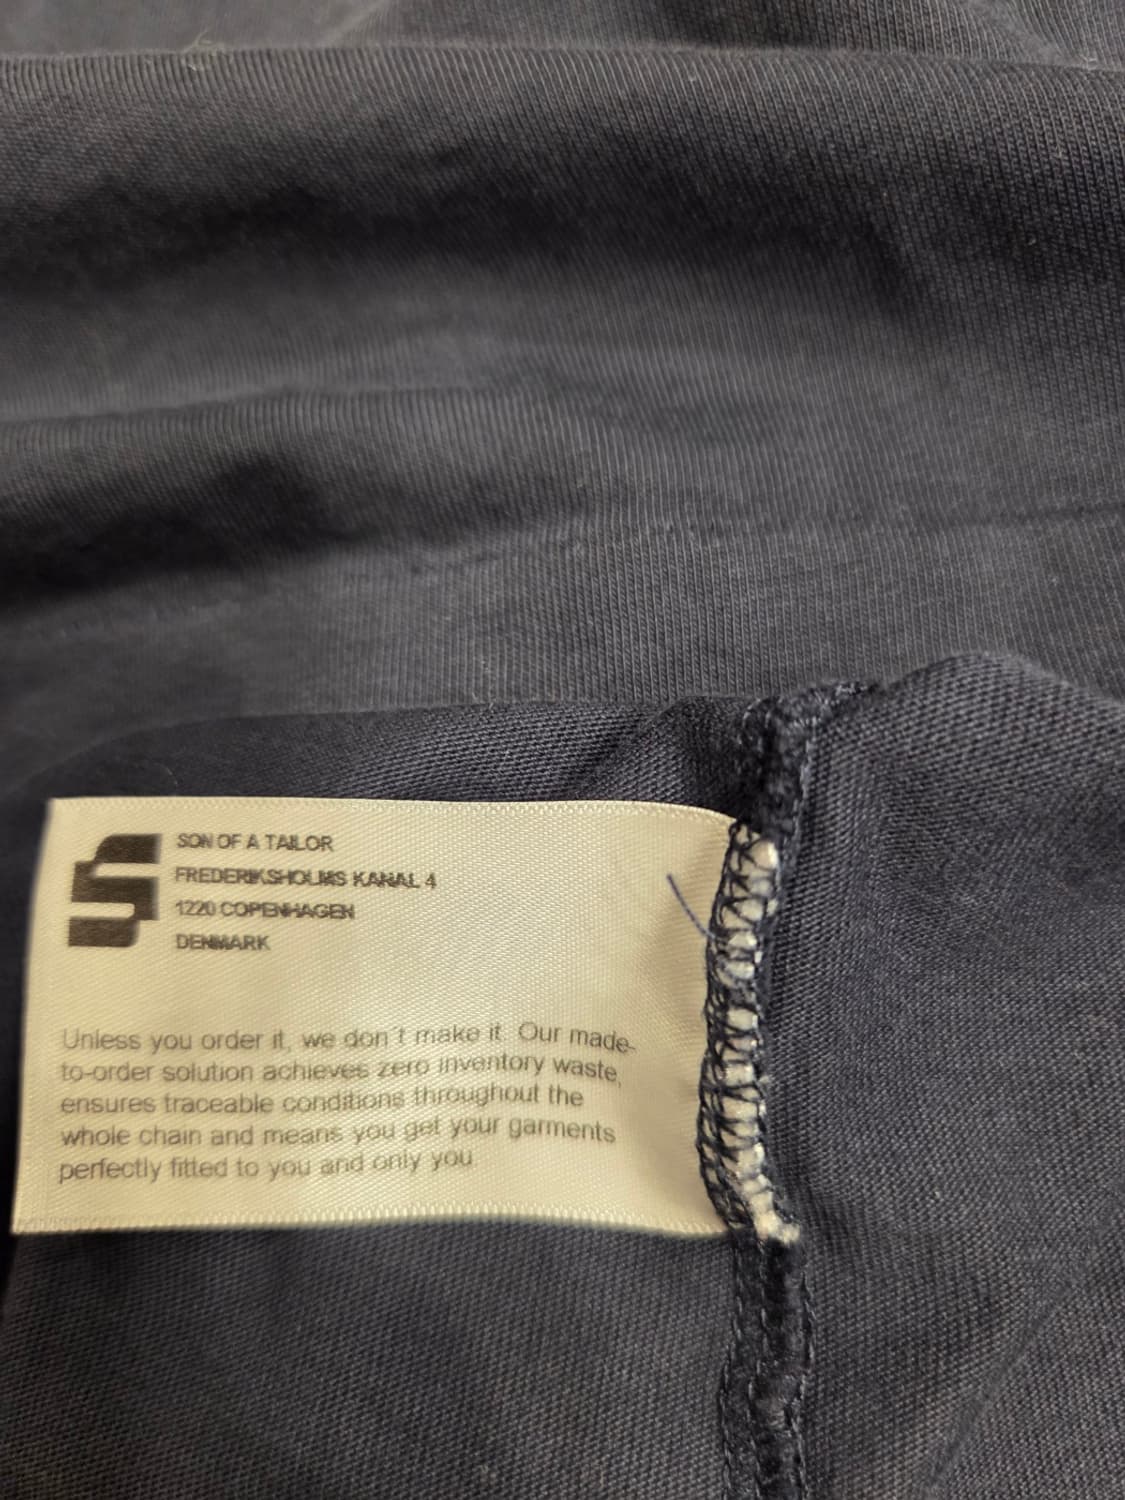 SON OF A TAILOR
FREDERIKSHOLMS KANAL 4
1220 COPENHAGEN
DENMARK
Unless you order it, we don´t make it. Our made-
to-order solution achieves zero inventory waste,
ensures traceable conditions throughout the
whole chain and means you get your garments
perfectly fitted to you and only you.